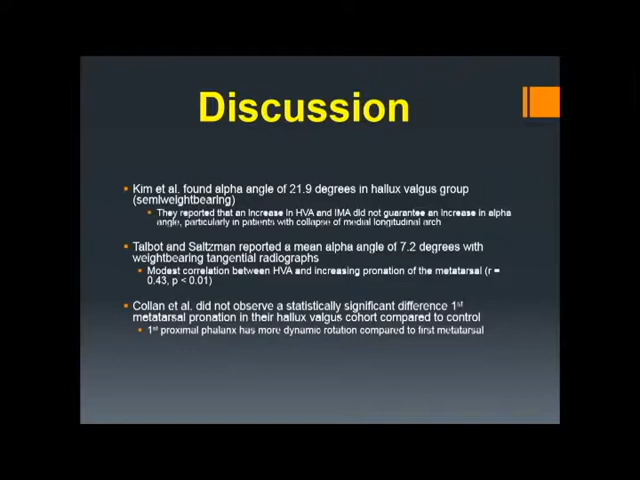 Discussion
Kim et al. found alpha angle of 21.9 degrees in hallux valgus group
(semiweightbearing)
They reported that an increase in HVA and IMA did not guarantee an increase in alpha
angle, particularly in patients with collapse of medial longitudinal arch
Talbot and Saltzman reported a mean alpha angle of 7.2 degrees with
weightbearing tangential radiographs
Modest correlation between HVA and increasing pronation of the metatarsal (r =
0.43, p < 0.01)
Collan et al. did not observe a statistically significant difference 1st
metatarsal pronation in their hallux valgus cohort compared to control
1st proximal phalanx has more dynamic rotation compared to first metatarsal